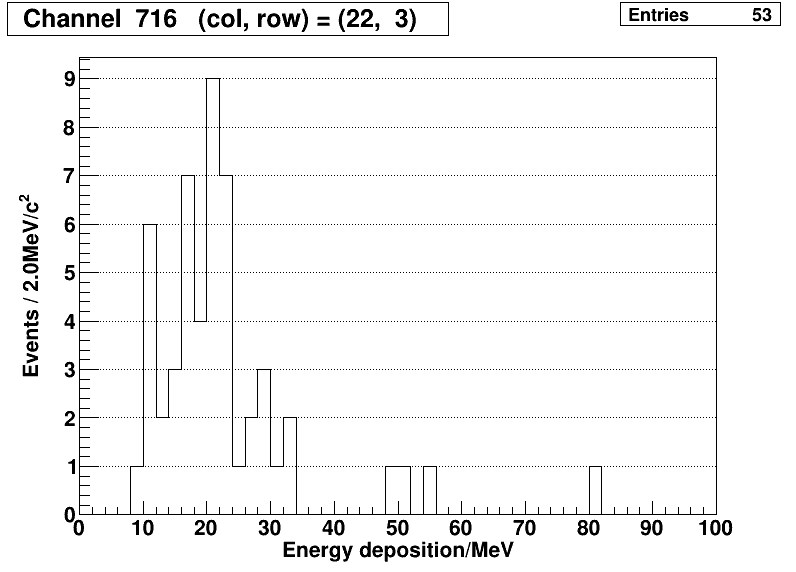 Channel 716 (col, row) = (22, 3)
Entries 53
Events / 2.0MeV/c²
9
8
7
6
5
4
3
2
1
0
0 10 20 30 40 50 60 70 80 90 100
Energy deposition/MeV